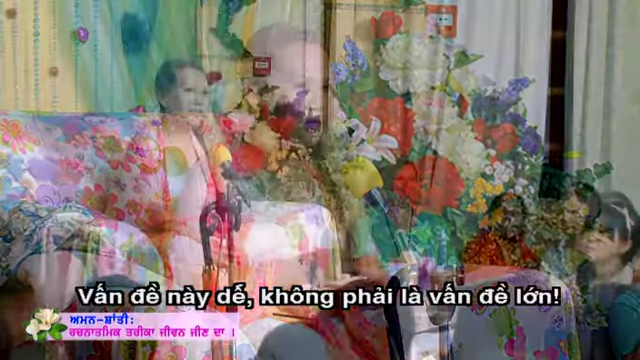 Vấn đề này dễ, không phải là vấn đề lớn!
ਅਮਨ-ਸ਼ਾਂਤੀ:
ਰਚਨਾਤਮਿਕ ਤਰੀਕਾ ਜੀਵਨ ਜੀਣ ਦਾ ।